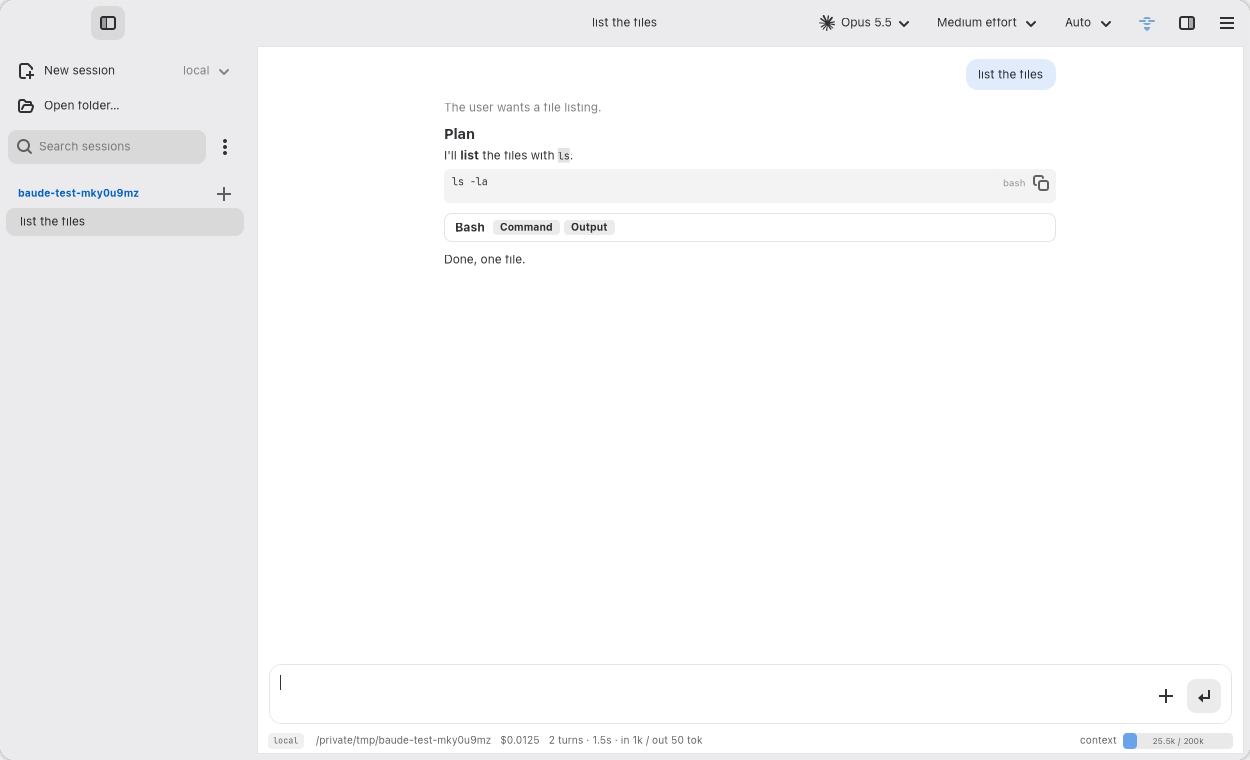 list the files
Opus 5.5
Medium effort
Auto
New session
local
Open folder...
Search sessions
baude-test-mky0u9mz
list the files
list the files
The user wants a file listing.
Plan
I'll list the files with ls.
ls -la
bash
Bash Command Output
Done, one file.
local /private/tmp/baude-test-mky0u9mz $0.0125 2 turns · 1.5s · in 1k / out 50 tok
context 25.5k / 200k